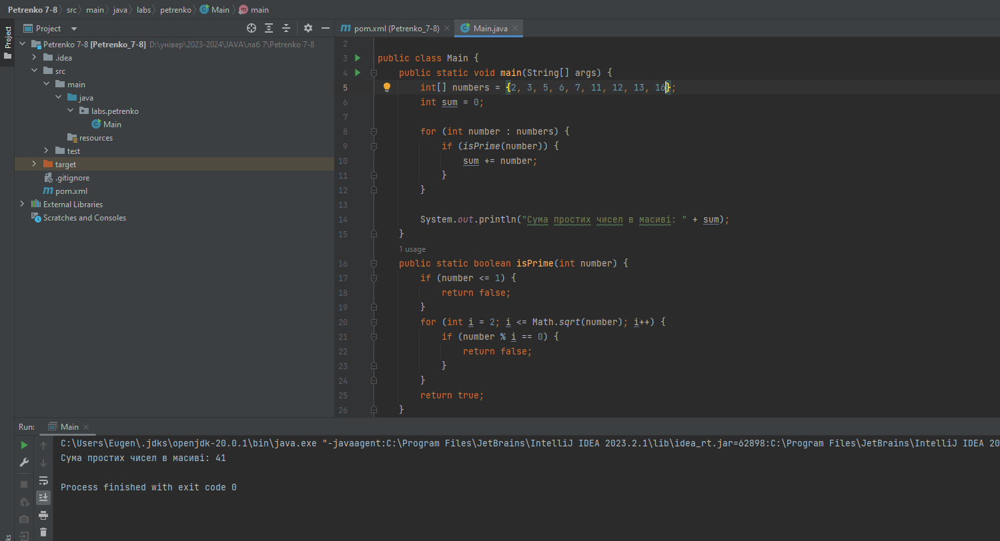 Petrenko 7-8 src main java labs petrenko Main main
Project
Project
Petrenko 7-8 [Petrenko_7-8] D:\універ\2023-2024\JAVA\лаб 7\Petrenko 7-8
.idea
src
main
java
labs.petrenko
Main
resources
test
target
.gitignore
pom.xml
External Libraries
Scratches and Consoles
pom.xml (Petrenko_7-8) Main.java
2
3 public class Main {
4 public static void main(String[] args) {
5 int[] numbers = {2, 3, 5, 6, 7, 11, 12, 13, 16};
6 int sum = 0;
7
8 for (int number : numbers) {
9 if (isPrime(number)) {
10 sum += number;
11 }
12 }
13
14 System.out.println("Сума простих чисел в масиві: " + sum);
15 }
1 usage
16 public static boolean isPrime(int number) {
17 if (number <= 1) {
18 return false;
19 }
20 for (int i = 2; i <= Math.sqrt(number); i++) {
21 if (number % i == 0) {
22 return false;
23 }
24 }
25 return true;
26 }
Run: Main
C:\Users\Eugen\.jdks\openjdk-20.0.1\bin\java.exe "-javaagent:C:\Program Files\JetBrains\IntelliJ IDEA 2023.2.1\lib\idea_rt.jar=62898:C:\Program Files\JetBrains\IntelliJ IDEA 20
Сума простих чисел в масиві: 41
Process finished with exit code 0